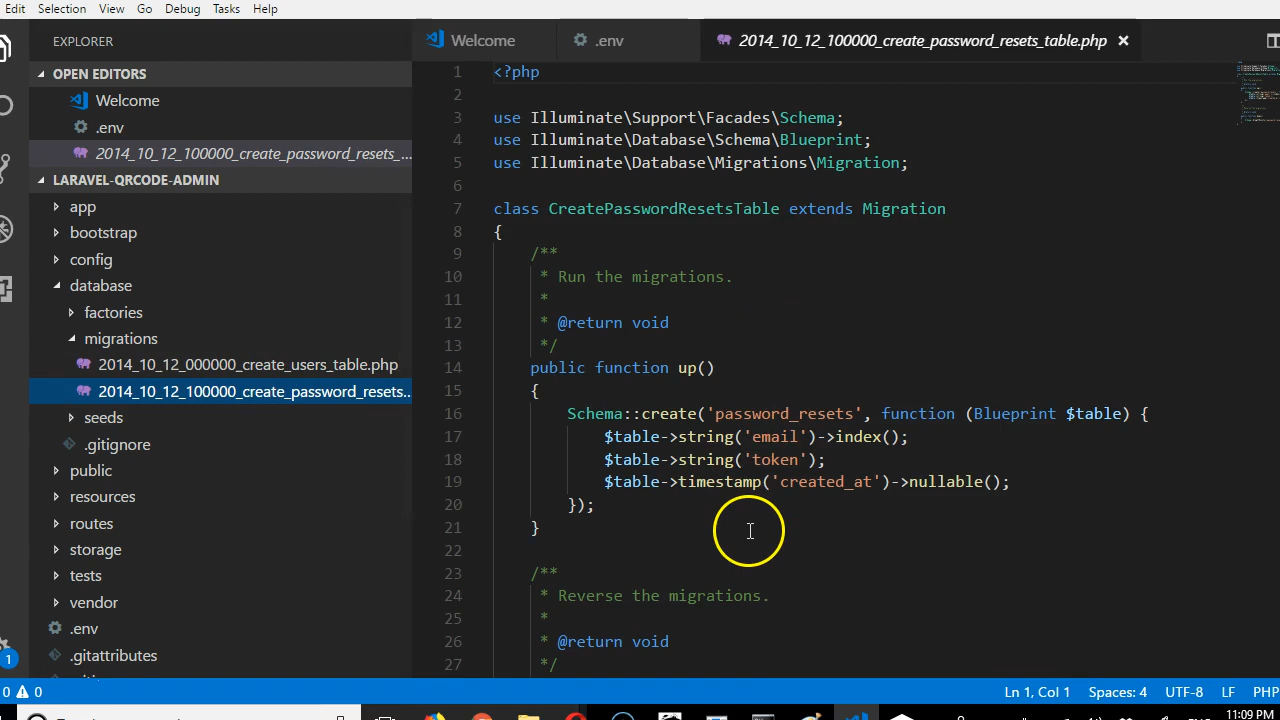 Edit Selection View Go Debug Tasks Help
EXPLORER
OPEN EDITORS
Welcome
.env
2014_10_12_100000_create_password_resets_...
LARAVEL-QRCODE-ADMIN
app
bootstrap
config
database
factories
migrations
2014_10_12_000000_create_users_table.php
2014_10_12_100000_create_password_resets...
seeds
.gitignore
public
resources
routes
storage
tests
vendor
.env
.gitattributes
Welcome .env 2014_10_12_100000_create_password_resets_table.php ×
1 <?php
2
3 use Illuminate\Support\Facades\Schema;
4 use Illuminate\Database\Schema\Blueprint;
5 use Illuminate\Database\Migrations\Migration;
6
7 class CreatePasswordResetsTable extends Migration
8 {
9 /**
10 * Run the migrations.
11 *
12 * @return void
13 */
14 public function up()
15 {
16 Schema::create('password_resets', function (Blueprint $table) {
17 $table->string('email')->index();
18 $table->string('token');
19 $table->timestamp('created_at')->nullable();
20 });
21 }
22
23 /**
24 * Reverse the migrations.
25 *
26 * @return void
27 */
1
0 0 Ln 1, Col 1 Spaces: 4 UTF-8 LF PHP
11:09 PM